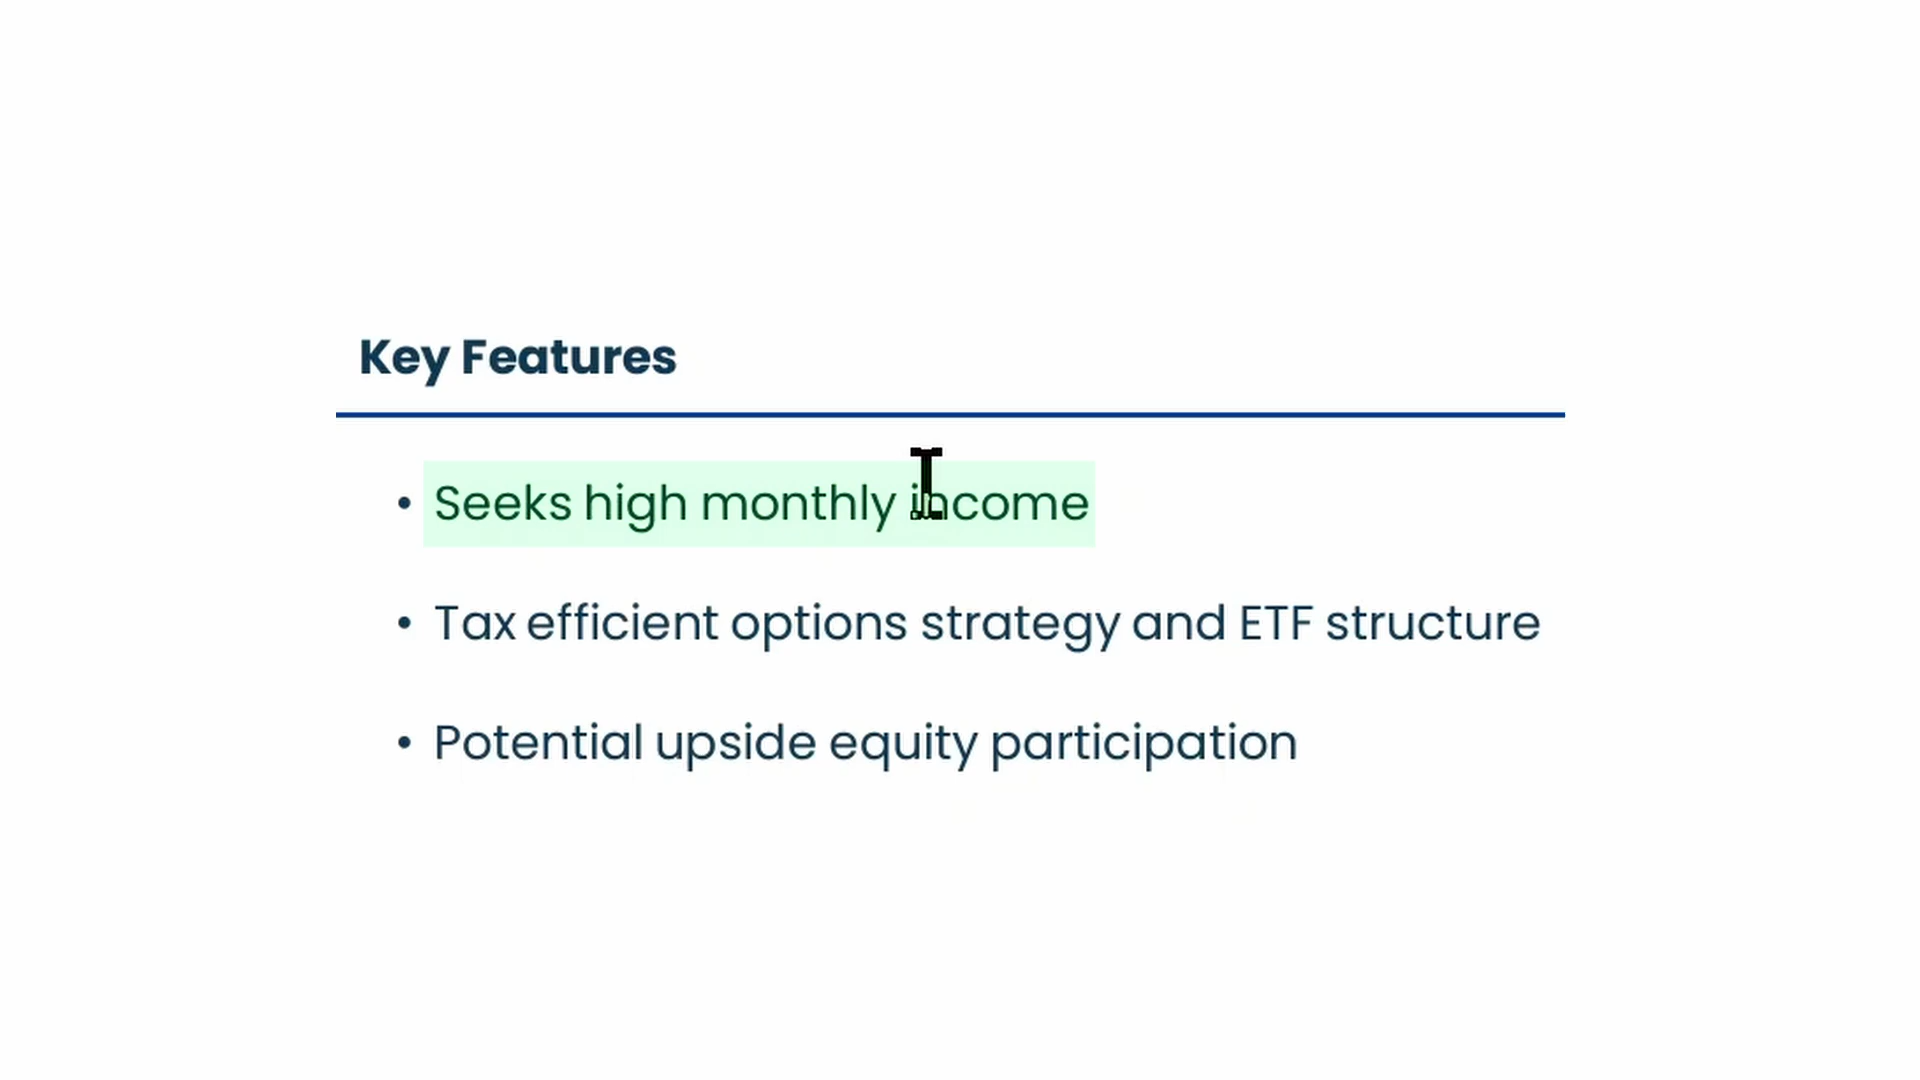 Key Features
• Seeks high monthly income
• Tax efficient options strategy and ETF structure
• Potential upside equity participation